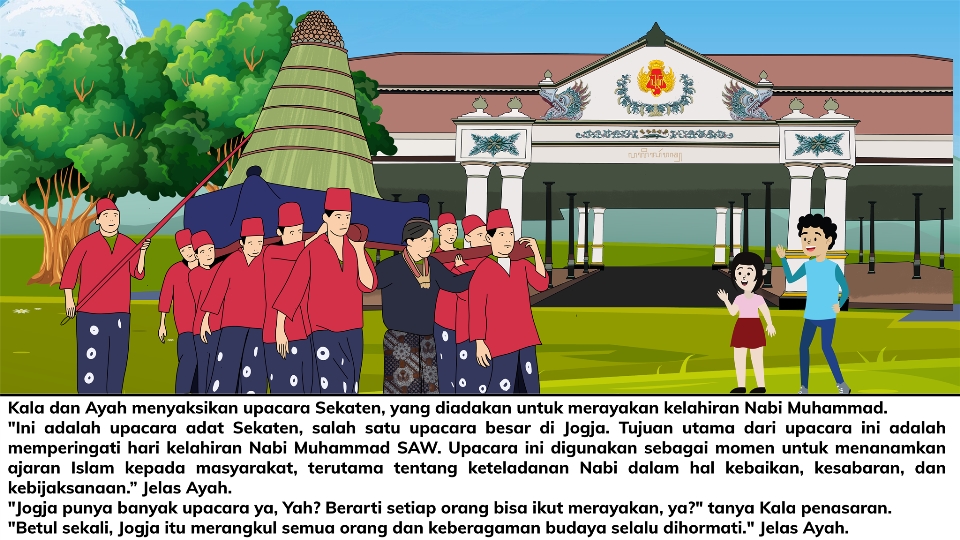 Kala dan Ayah menyaksikan upacara Sekaten, yang diadakan untuk merayakan kelahiran Nabi Muhammad.
"Ini adalah upacara adat Sekaten, salah satu upacara besar di Jogja. Tujuan utama dari upacara ini adalah
memperingati hari kelahiran Nabi Muhammad SAW. Upacara ini digunakan sebagai momen untuk menanamkan
ajaran Islam kepada masyarakat, terutama tentang keteladanan Nabi dalam hal kebaikan, kesabaran, dan
kebijaksanaan.” Jelas Ayah.
"Jogja punya banyak upacara ya, Yah? Berarti setiap orang bisa ikut merayakan, ya?" tanya Kala penasaran.
"Betul sekali, Jogja itu merangkul semua orang dan keberagaman budaya selalu dihormati." Jelas Ayah.